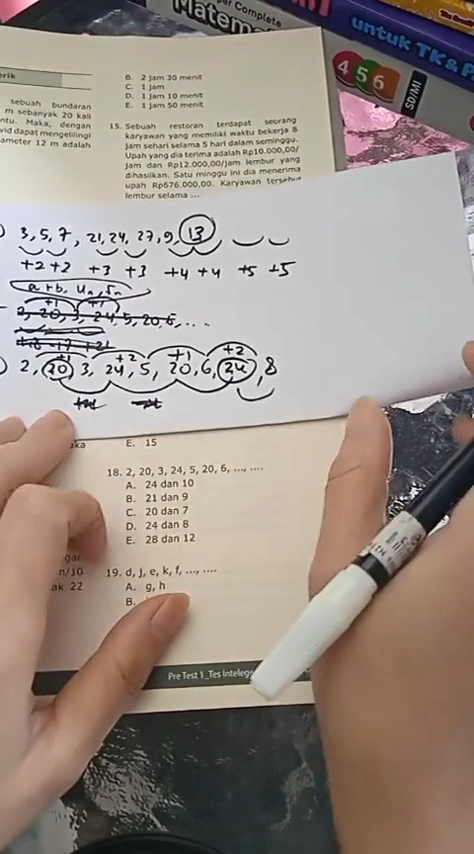 per Complete
Matem
untuk TK & P
4 5 6
SD/MI
B. 2 jam 30 menit
C. 1 jam
D. 1 jam 10 menit
E. 1 jam 50 menit
sebuah bundaran
m sebanyak 20 kali
ntu. Maka, dengan
vid dapat mengelilingi
ameter 12 m adalah
15. Sebuah restoran terdapat seorang
karyawan yang memiliki waktu bekerja 8
jam sehari selama 5 hari dalam seminggu.
Upah yang dia terima adalah Rp10.000,00/
jam dan Rp12.000,00/jam lembur yang
dihasilkan. Satu minggu ini dia menerima
upah Rp676.000,00. Karyawan tersebut
lembur selama ...
3, 5, 7, 21, 24, 27, 9, 13
+2 +2 +3 +3 +4 +4 +5 +5
a + b, Un, Sn
+1 +1
2, 20, 3, 24, 5, 20, 6, ...
+1 +2 +1 +2
2, 20 3, 24, 5, 20, 6, 24, 8
E. 15
18. 2, 20, 3, 24, 5, 20, 6, ..., ....
A. 24 dan 10
B. 21 dan 9
C. 20 dan 7
D. 24 dan 8
E. 28 dan 12
n/10
ak 22
19. d, j, e, k, f, ..., ....
A. g, h
B.
Pre Test 1_Tes Intelege